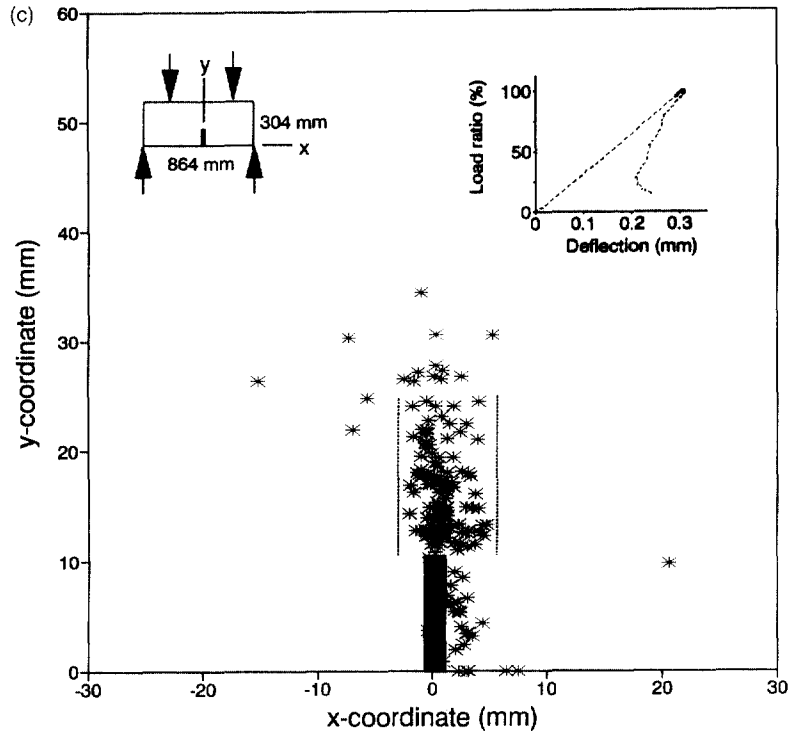 (c)
60
50
40
30
20
10
0
y-coordinate (mm)
-30
-20
-10
0
10
20
30
x-coordinate (mm)
y
304 mm
x
864 mm
Load ratio (%)
100
50
0
0
0.1
0.2
0.3
Deflection (mm)